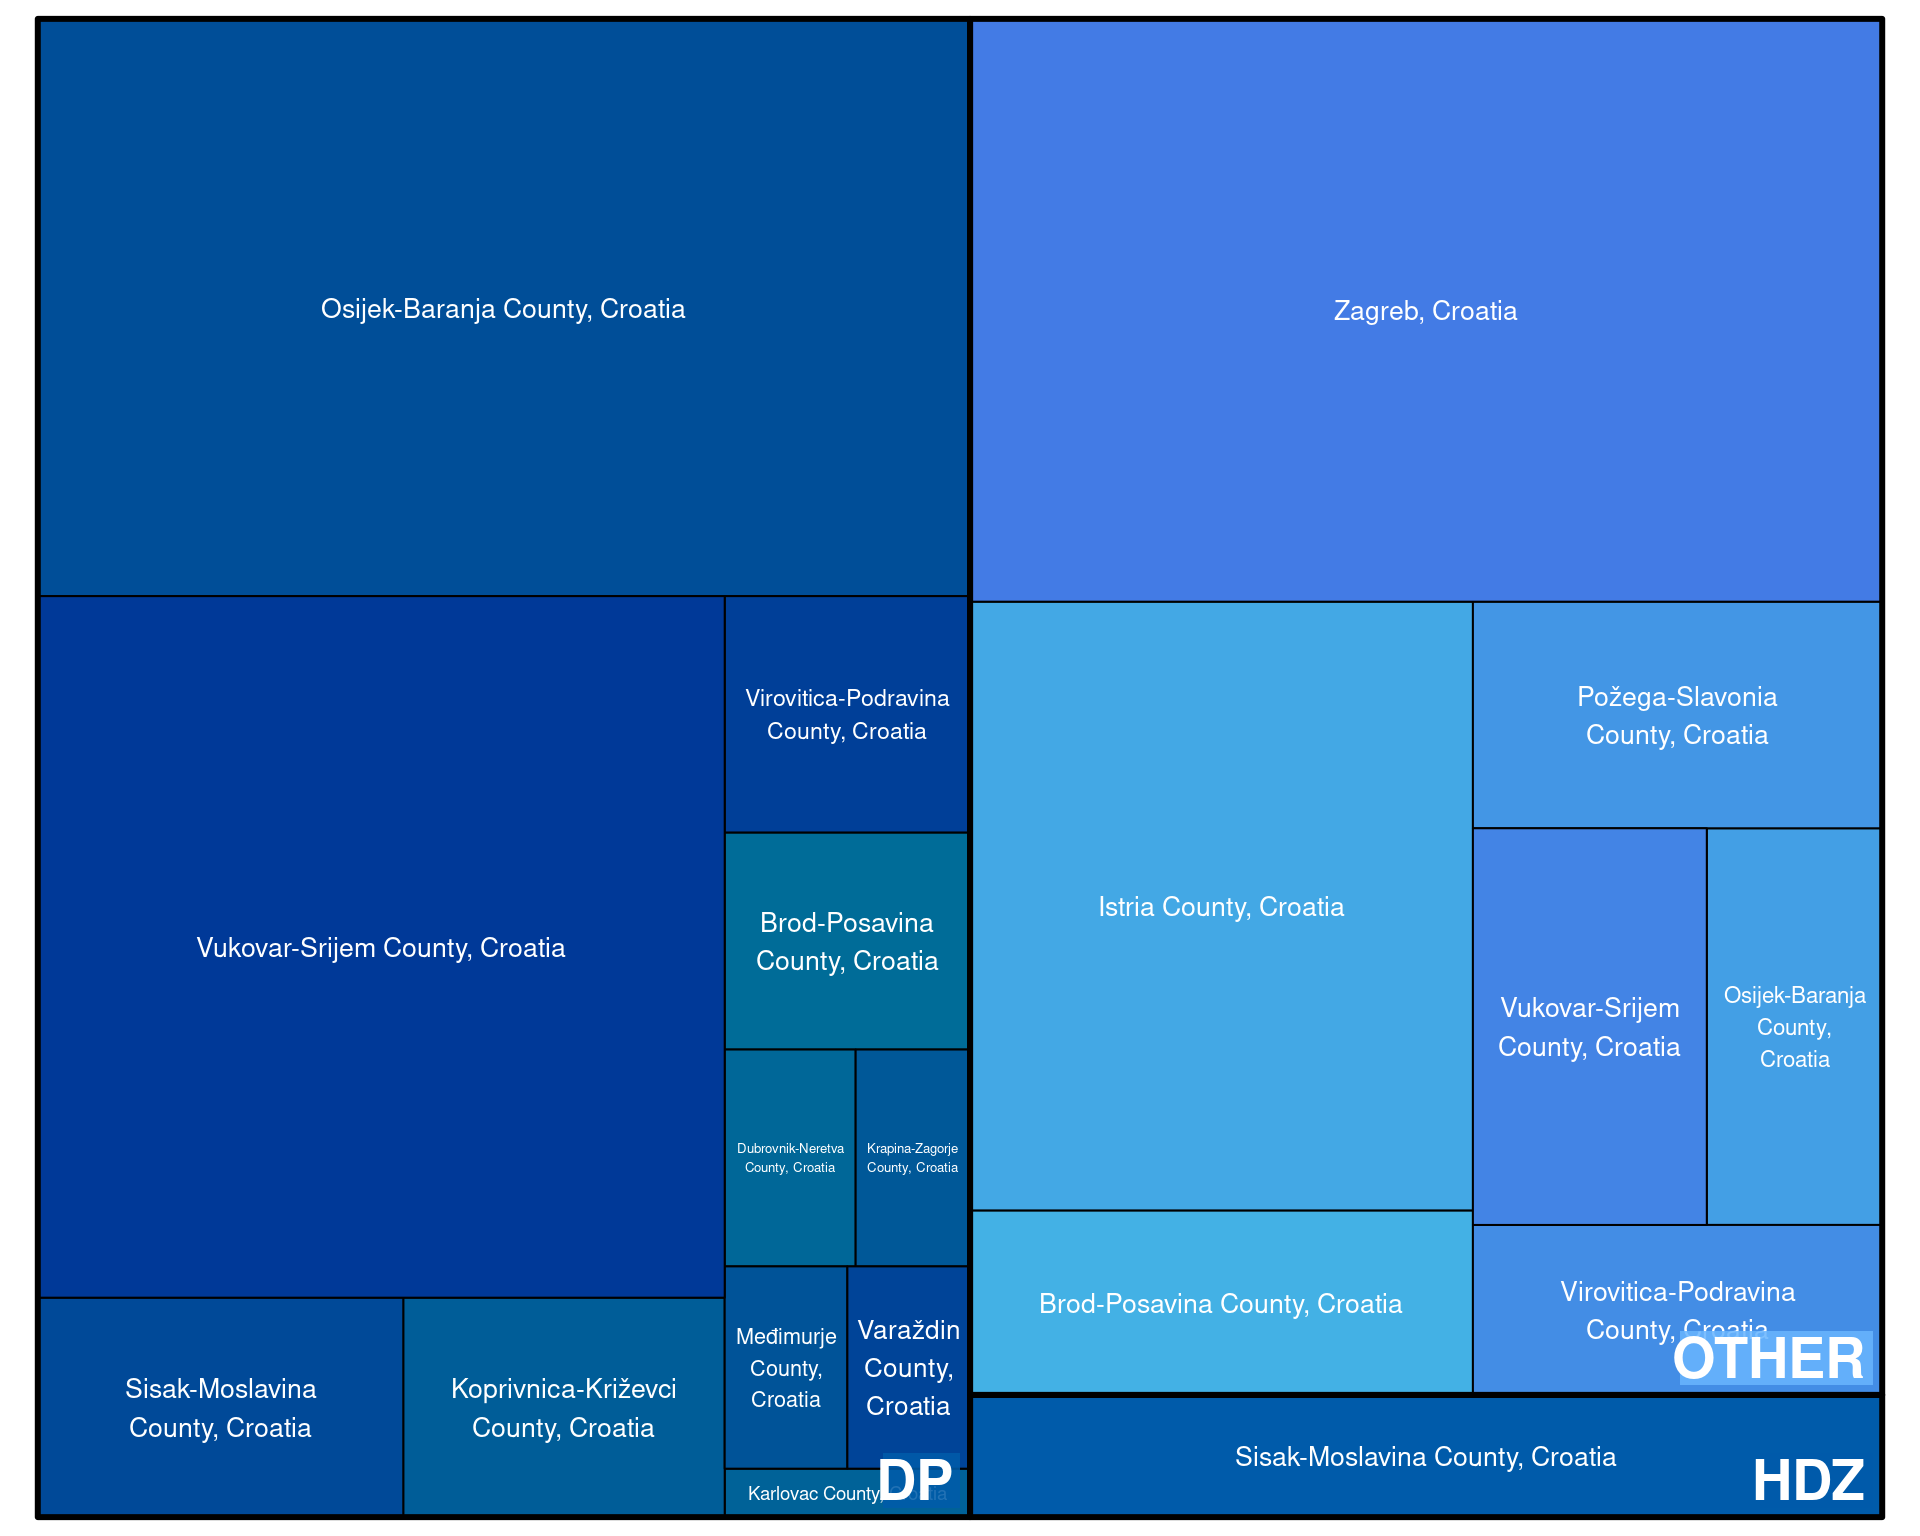 Osijek-Baranja County, Croatia
Vukovar-Srijem County, Croatia
Virovitica-Podravina
County, Croatia
Brod-Posavina
County, Croatia
Dubrovnik-Neretva
County, Croatia
Krapina-Zagorje
County, Croatia
Sisak-Moslavina
County, Croatia
Koprivnica-Križevci
County, Croatia
Međimurje
County,
Croatia
Varaždin
County,
Croatia
Karlovac County, Croatia
DP
Zagreb, Croatia
Istria County, Croatia
Požega-Slavonia
County, Croatia
Vukovar-Srijem
County, Croatia
Osijek-Baranja
County,
Croatia
Brod-Posavina County, Croatia
Virovitica-Podravina
County, Croatia
OTHER
Sisak-Moslavina County, Croatia
HDZ